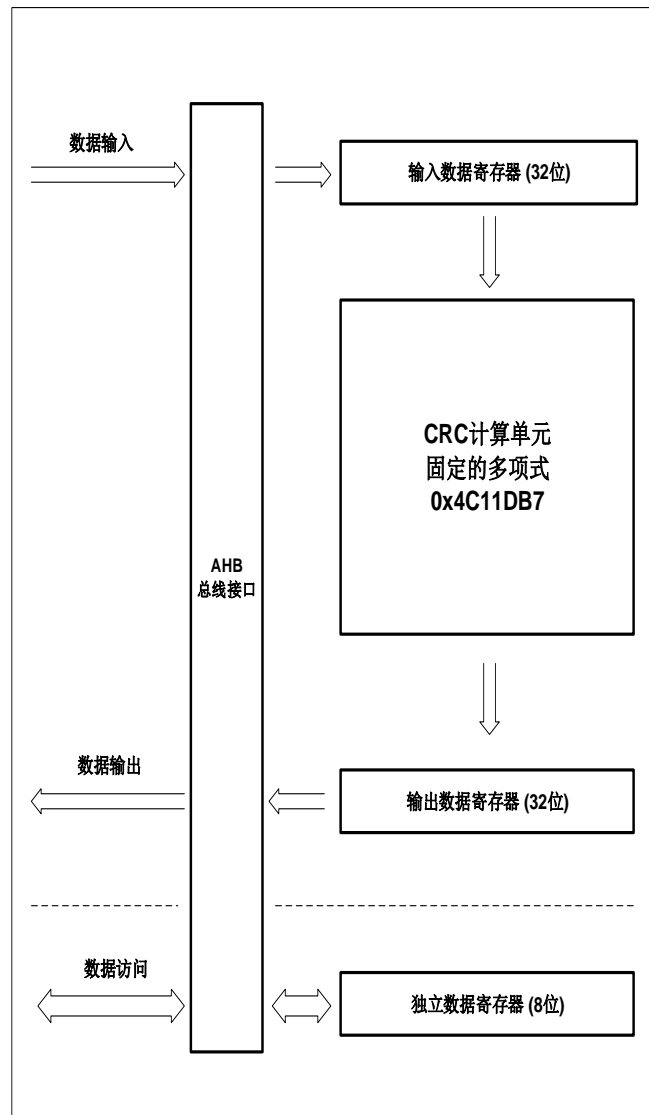 数据输入
输入数据寄存器 (32位)
CRC计算单元
固定的多项式
0x4C11DB7
AHB
总线接口
数据输出
输出数据寄存器 (32位)
数据访问
独立数据寄存器 (8位)